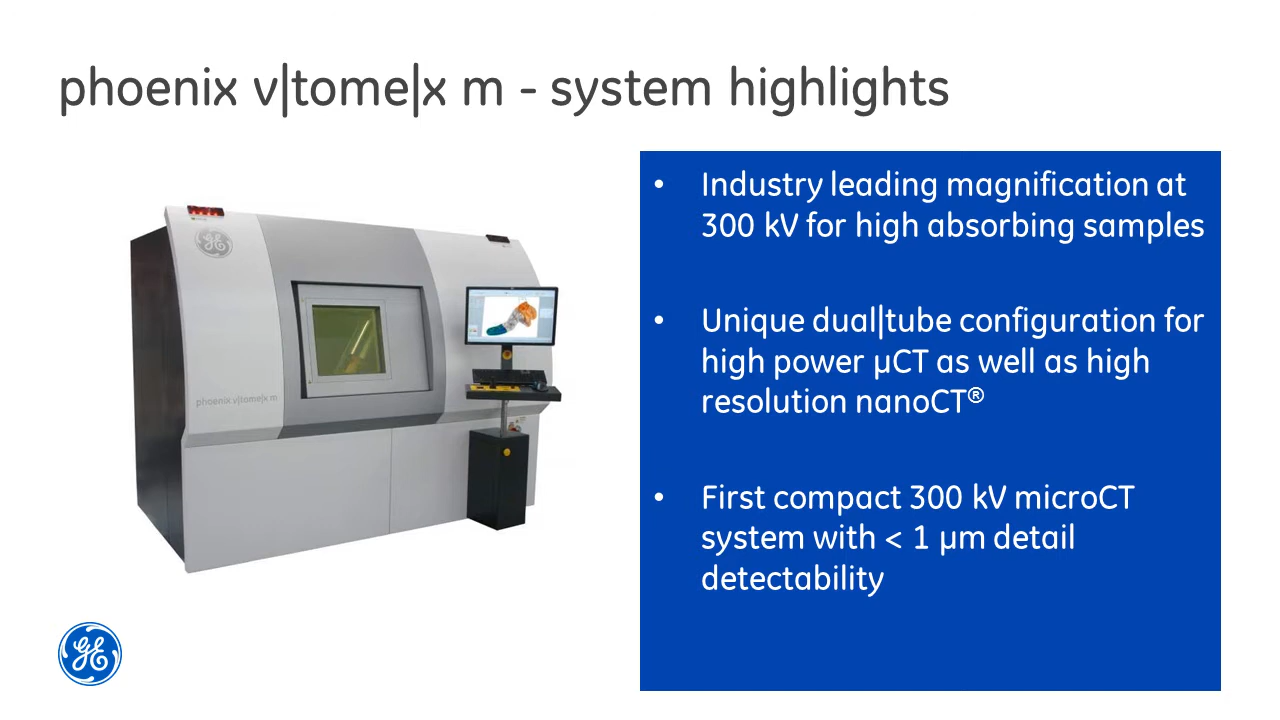 phoenix v|tome|x m - system highlights
• Industry leading magnification at
300 kV for high absorbing samples
• Unique dual|tube configuration for
high power µCT as well as high
resolution nanoCT®
• First compact 300 kV microCT
system with < 1 µm detail
detectability
GE
phoenix v|tome|x m
GE